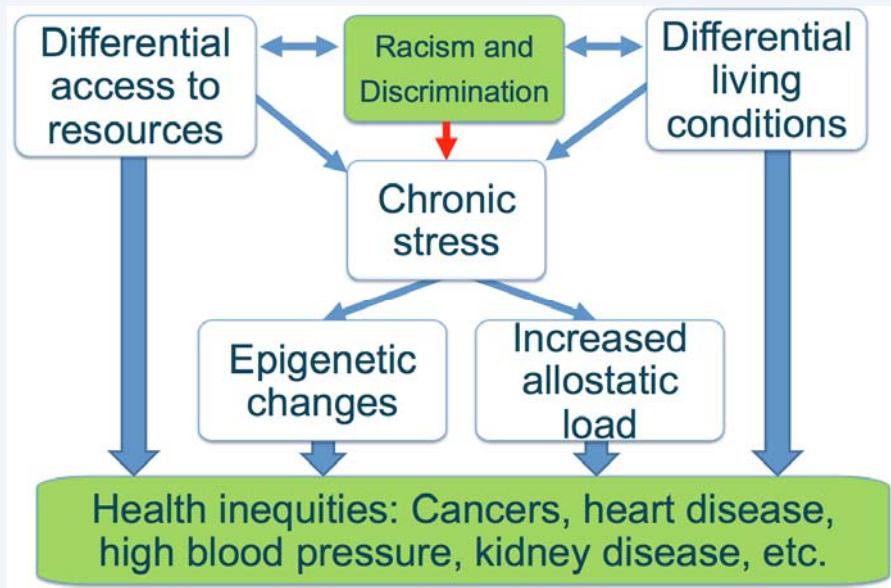 Differential
access to
resources
Racism and
Discrimination
Differential
living
conditions
Chronic
stress
Epigenetic
changes
Increased
allostatic
load
Health inequities: Cancers, heart disease,
high blood pressure, kidney disease, etc.